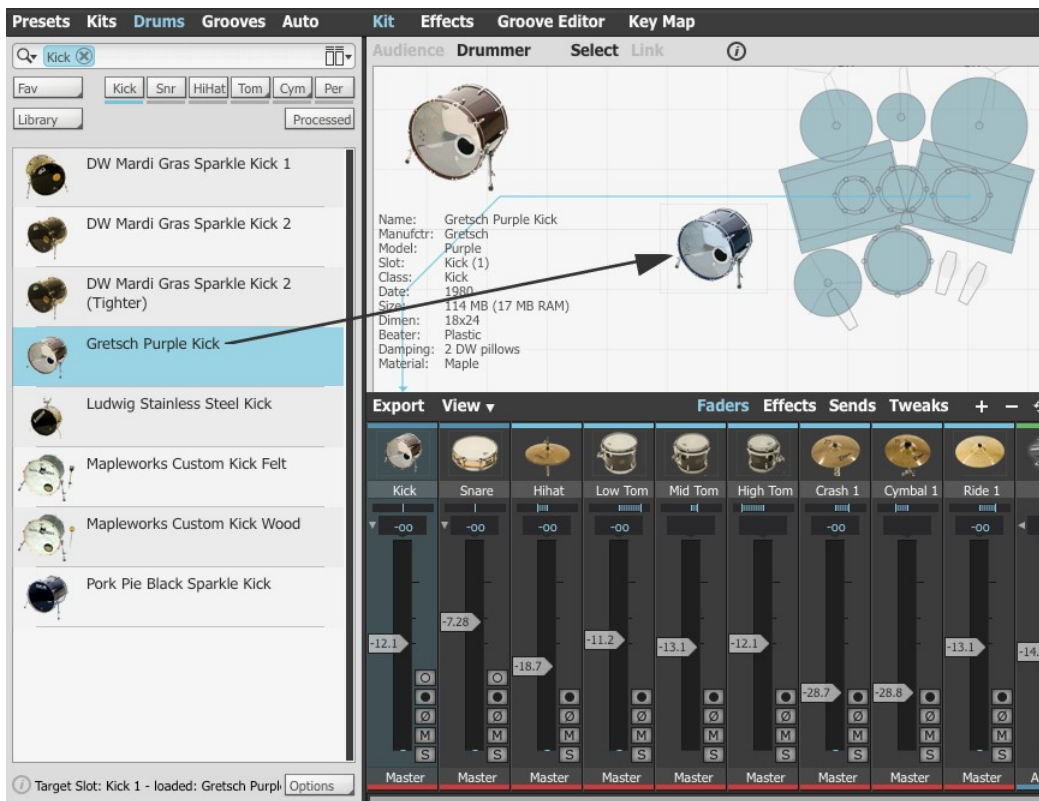 Presets Kits Drums Grooves Auto
Kit Effects Groove Editor Key Map
Kick
Audience Drummer Select Link
Fav Kick Snr HiHat Tom Cym Per
Library Processed
DW Mardi Gras Sparkle Kick 1
DW Mardi Gras Sparkle Kick 2
DW Mardi Gras Sparkle Kick 2
(Tighter)
Gretsch Purple Kick
Ludwig Stainless Steel Kick
Mapleworks Custom Kick Felt
Mapleworks Custom Kick Wood
Pork Pie Black Sparkle Kick
Target Slot: Kick 1 - loaded: Gretsch Purpl Options
Name: Gretsch Purple Kick
Manufctr: Gretsch
Model: Purple
Slot: Kick (1)
Class: Kick
Date: 1980
Size: 114 MB (17 MB RAM)
Dimen: 18x24
Beater: Plastic
Damping: 2 DW pillows
Material: Maple
Export View Faders Effects Sends Tweaks + −
Kick Snare Hihat Low Tom Mid Tom High Tom Crash 1 Cymbal 1 Ride 1
-oo -oo -oo -oo -oo -oo
-7.28
-12.1 -11.2 -13.1 -12.1 -13.1 -14.
-18.7
-28.7 -28.8
Ø Ø Ø Ø Ø Ø Ø Ø Ø
M M M M M M M M M
S S S S S S S S S
Master Master Master Master Master Master Master Master Master A